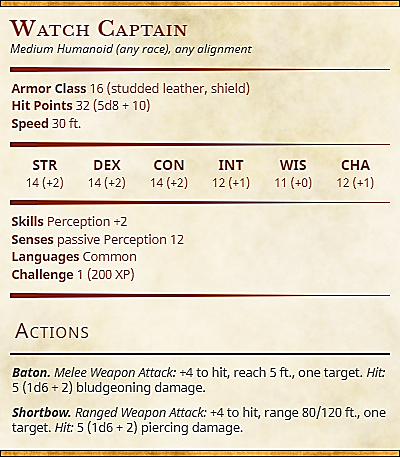 Watch Captain
Medium Humanoid (any race), any alignment
Armor Class 16 (studded leather, shield)
Hit Points 32 (5d8 + 10)
Speed 30 ft.
STR DEX CON INT WIS CHA
14 (+2) 14 (+2) 14 (+2) 12 (+1) 11 (+0) 12 (+1)
Skills Perception +2
Senses passive Perception 12
Languages Common
Challenge 1 (200 XP)
Actions
Baton. Melee Weapon Attack: +4 to hit, reach 5 ft., one target. Hit:
5 (1d6 + 2) bludgeoning damage.
Shortbow. Ranged Weapon Attack: +4 to hit, range 80/120 ft., one
target. Hit: 5 (1d6 + 2) piercing damage.